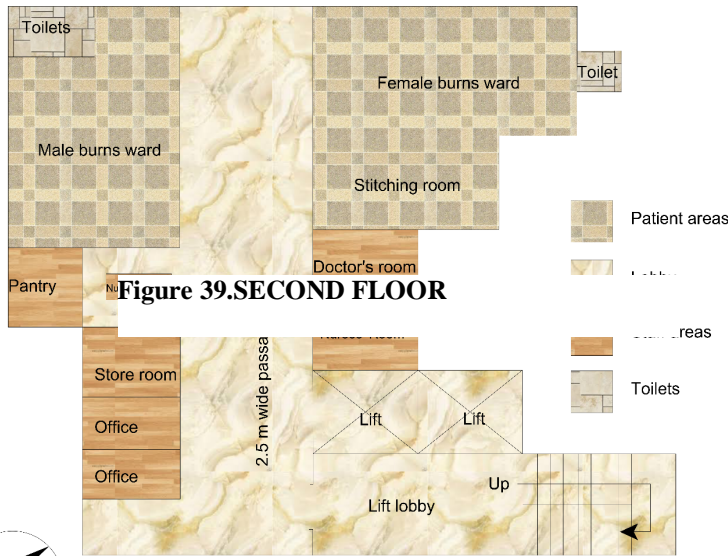 Toilets
Female burns ward
Toilet
Male burns ward
Stitching room
Patient areas
Doctor's room
Pantry
Figure 39.SECOND FLOOR
Store room
2.5 m wide passa
Toilets
Lift
Lift
Office
Office
Up
Lift lobby